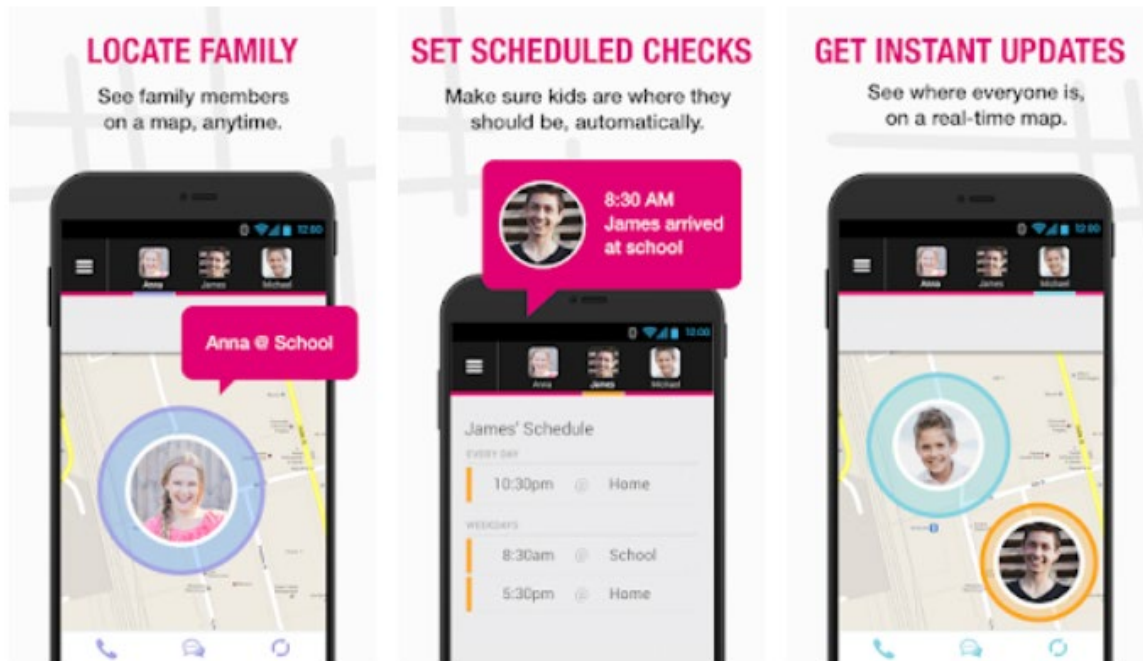 LOCATE FAMILY
See family members
on a map, anytime.
12:00
Anna James Michael
Anna @ School
SET SCHEDULED CHECKS
Make sure kids are where they
should be, automatically.
8:30 AM
James arrived
at school
12:00
Anna James Michael
James' Schedule
EVERY DAY
10:30pm @ Home
WEEKDAYS
8:30am @ School
5:30pm @ Home
GET INSTANT UPDATES
See where everyone is,
on a real-time map.
12:00
Anna James Michael